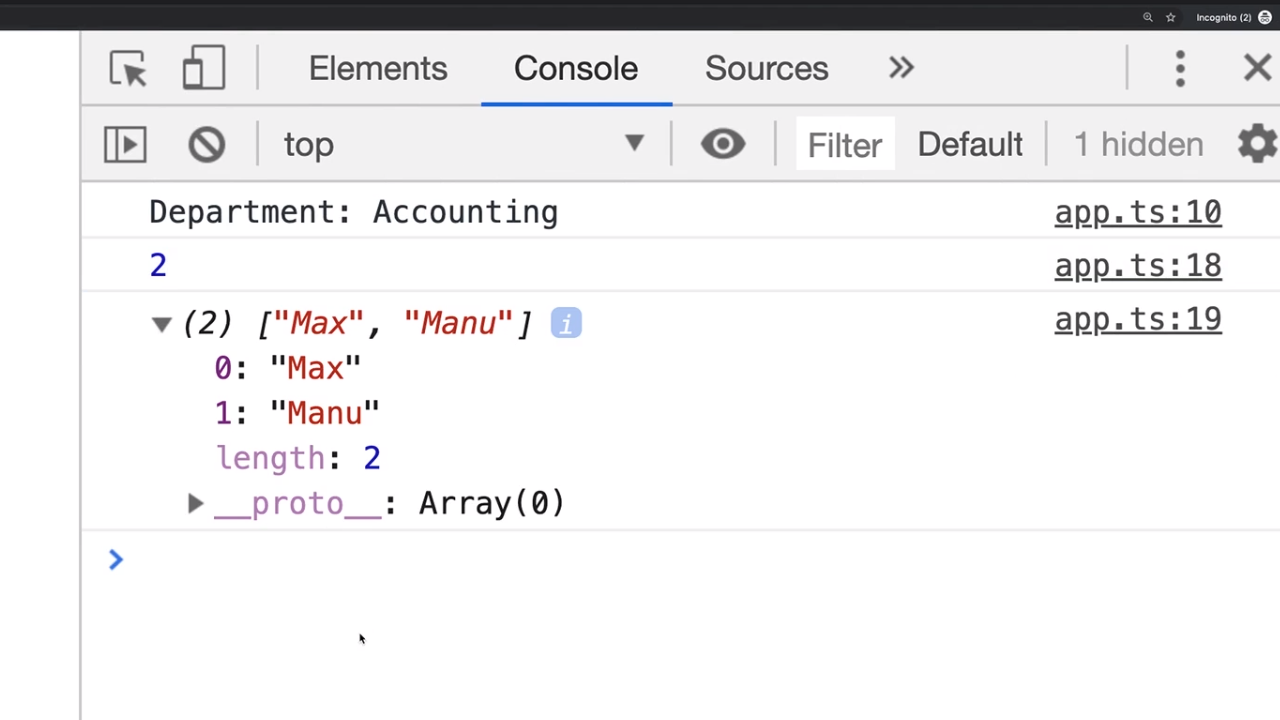 Incognito (2)
Elements Console Sources »
top ▼ Filter Default 1 hidden
Department: Accounting app.ts:10
2 app.ts:18
▼ (2) ["Max", "Manu"] i app.ts:19
0: "Max"
1: "Manu"
length: 2
▶ __proto__: Array(0)
>